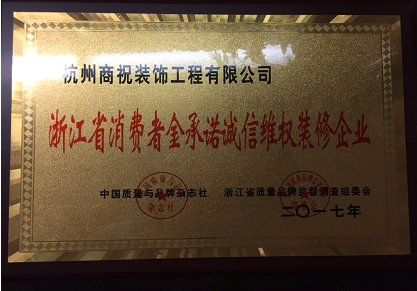 杭州商祝装饰工程有限公司
浙江省消费者金承诺诚信维权装修企业
中国质量与品牌杂志社 浙江省质量品牌监督调查组委会
二〇一七年